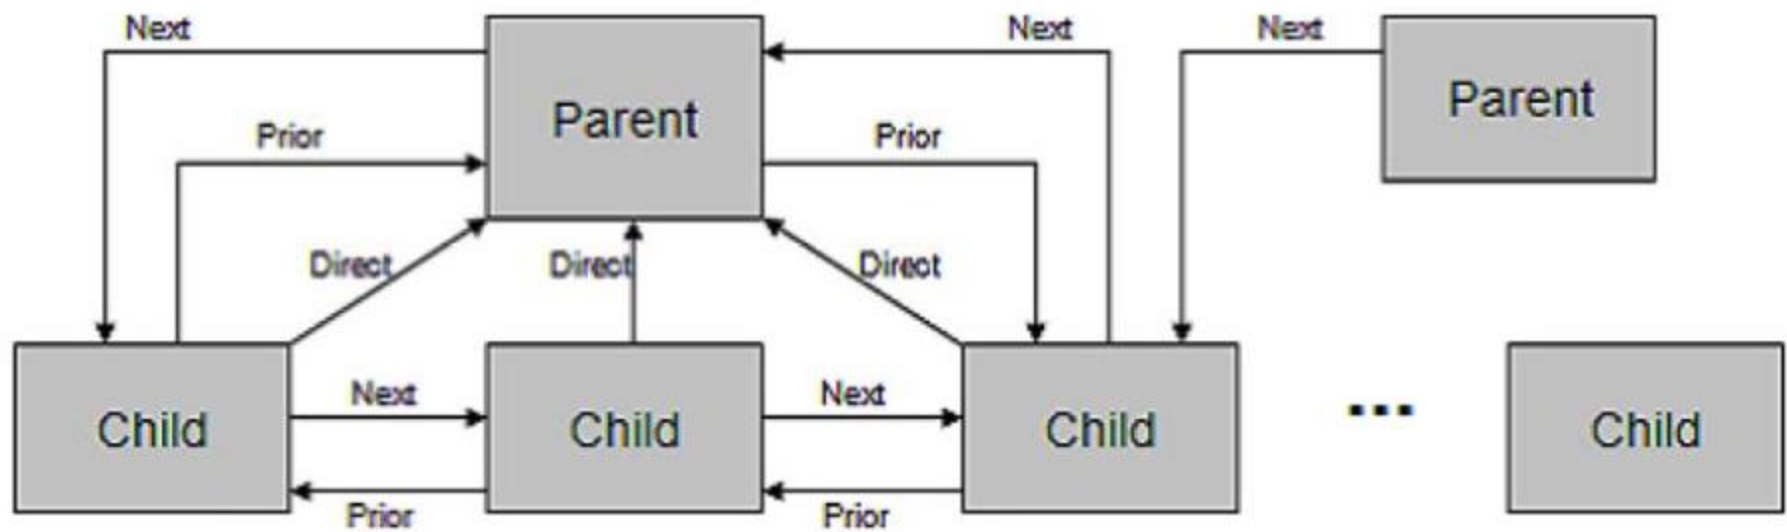 Next
Next
Next
Parent
Parent
Prior
Prior
Direct
Direct
Direct
Next
Next
Child
Child
Child
...
Child
Prior
Prior